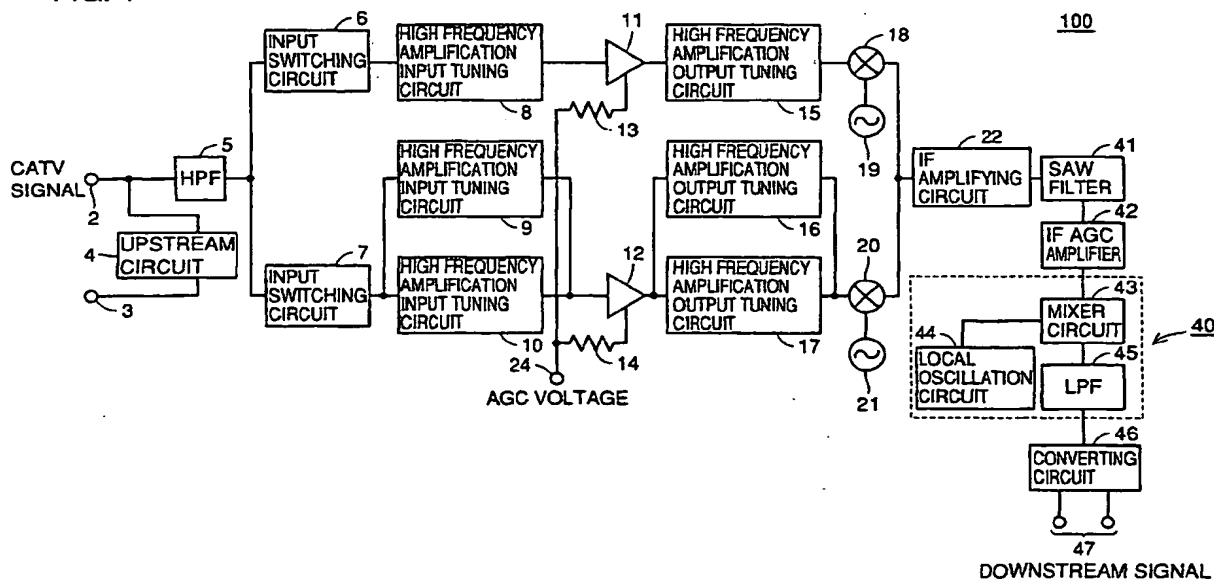 100
6
INPUT
SWITCHING
CIRCUIT
HIGH FREQUENCY
AMPLIFICATION
INPUT TUNING
CIRCUIT
8
11
13
HIGH FREQUENCY
AMPLIFICATION
OUTPUT TUNING
CIRCUIT
15
18
19
CATV
SIGNAL
2
5
HPF
4
UPSTREAM
CIRCUIT
3
HIGH FREQUENCY
AMPLIFICATION
INPUT TUNING
CIRCUIT
9
HIGH FREQUENCY
AMPLIFICATION
OUTPUT TUNING
CIRCUIT
16
7
INPUT
SWITCHING
CIRCUIT
HIGH FREQUENCY
AMPLIFICATION
INPUT TUNING
CIRCUIT
10
12
14
24
AGC VOLTAGE
HIGH FREQUENCY
AMPLIFICATION
OUTPUT TUNING
CIRCUIT
17
20
21
22
IF
AMPLIFYING
CIRCUIT
41
SAW
FILTER
42
IF AGC
AMPLIFIER
43
MIXER
CIRCUIT
40
44
LOCAL
OSCILLATION
CIRCUIT
45
LPF
46
CONVERTING
CIRCUIT
47
DOWNSTREAM SIGNAL